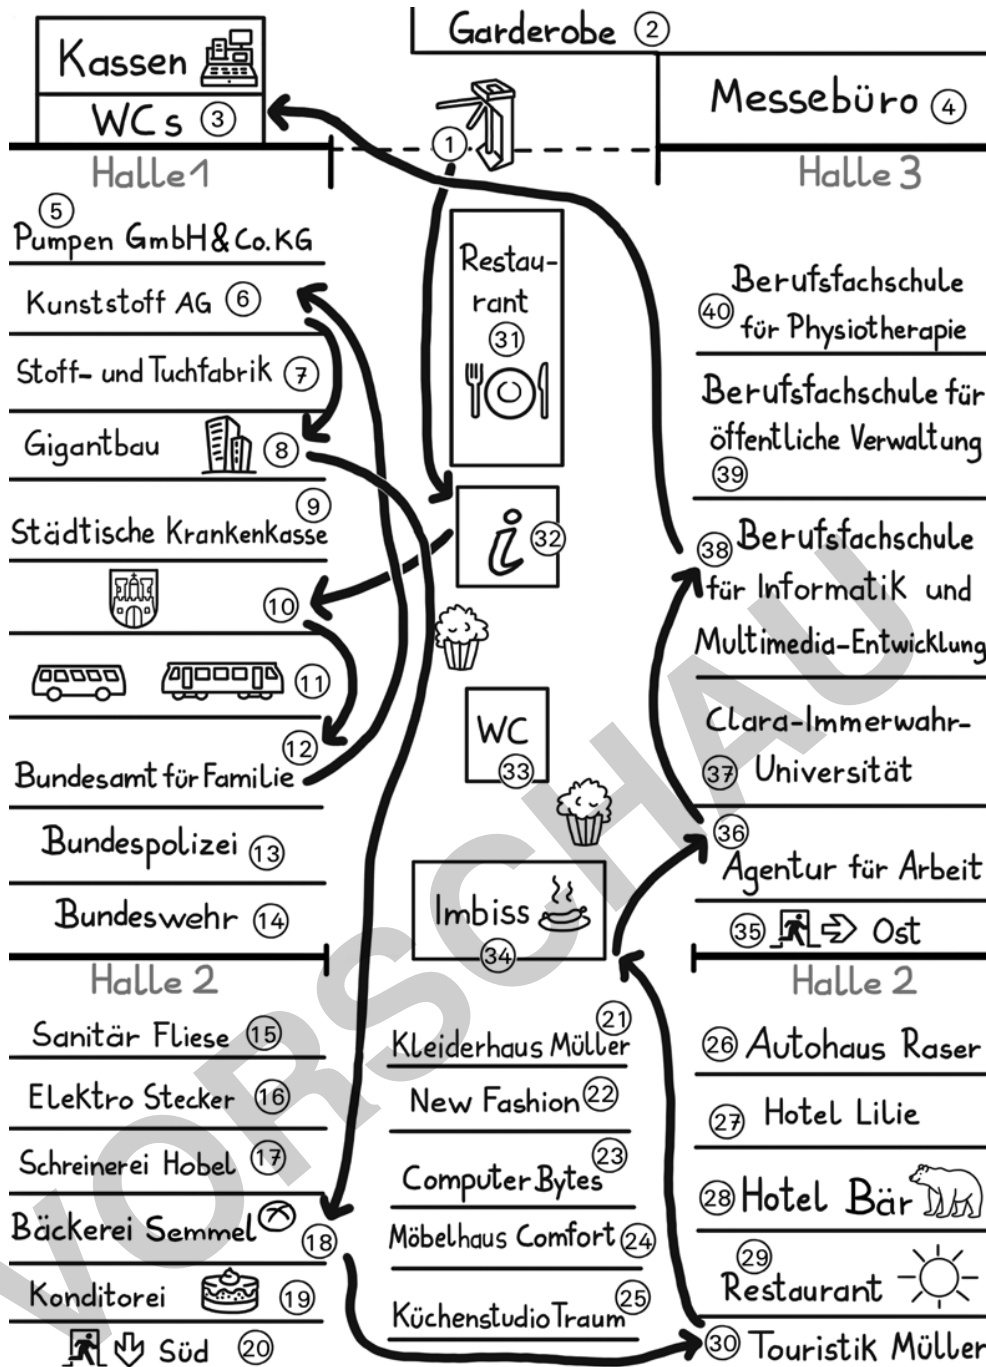 Garderobe 2
Kassen
WCs 3
Messebüro 4
1
Halle 1
Halle 3
5
Pumpen GmbH & Co. KG
Kunststoff AG 6
Stoff- und Tuchfabrik 7
Gigantbau 8
9
Städtische Krankenkasse
10
11
12
Bundesamt für Familie
Bundespolizei 13
Bundeswehr 14
Restau-
rant
31
i 32
WC
33
Imbiss
34
Berufsfachschule
40 für Physiotherapie
Berufsfachschule für
öffentliche Verwaltung
39
38 Berufsfachschule
für Informatik und
Multimedia-Entwicklung
Clara-Immerwahr-
37 Universität
36
Agentur für Arbeit
35 Ost
Halle 2
Halle 2
Sanitär Fliese 15
Elektro Stecker 16
Schreinerei Hobel 17
Bäckerei Semmel 18
Konditorei 19
Süd 20
21
Kleiderhaus Müller
New Fashion 22
23
Computer Bytes
Möbelhaus Comfort 24
25
Küchenstudio Traum
26 Autohaus Raser
27 Hotel Lilie
28 Hotel Bär
29
Restaurant
30 Touristik Müller
VORSCHAU